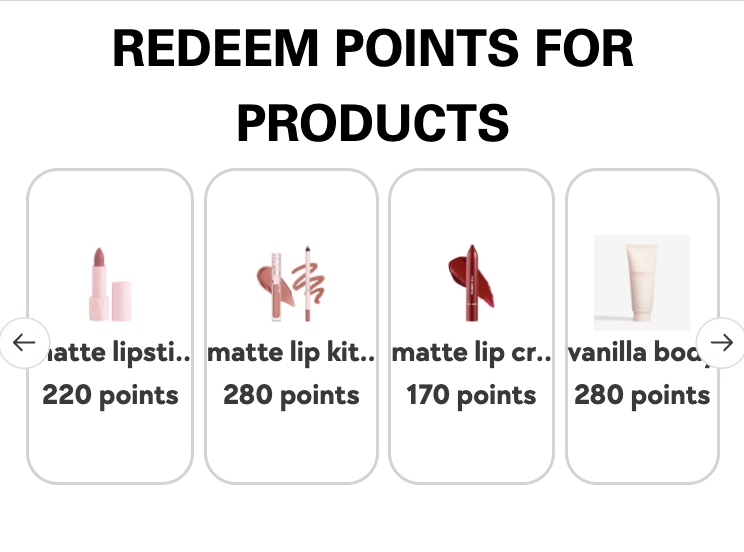 REDEEM POINTS FOR
PRODUCTS
matte lipsti..
220 points
matte lip kit..
280 points
matte lip cr..
170 points
vanilla body
280 points